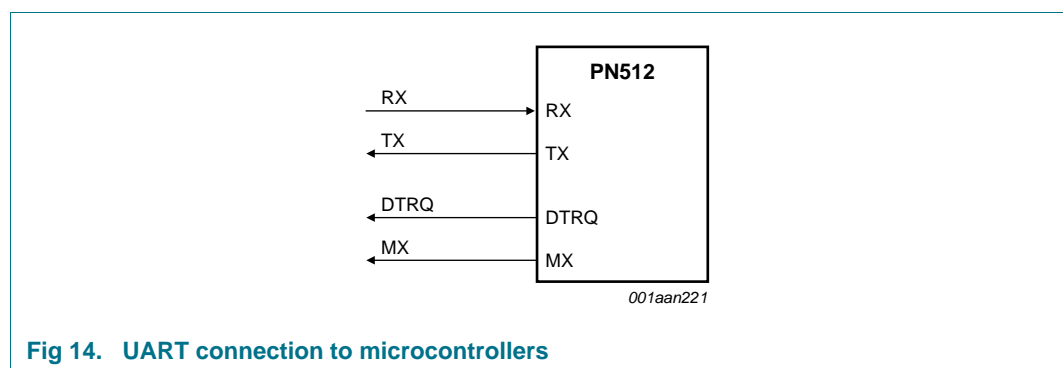 PN512
RX RX
TX TX
DTRQ DTRQ
MX MX
001aan221
Fig 14. UART connection to microcontrollers